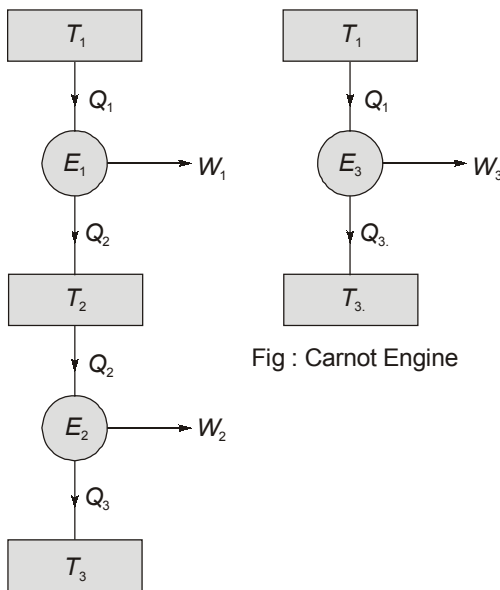 T₁
Q₁
E₁
W₁
Q₂
T₂
Q₂
E₂
W₂
Q₃
T₃
T₁
Q₁
E₃
W₃
Q₃.
T₃.
Fig : Carnot Engine